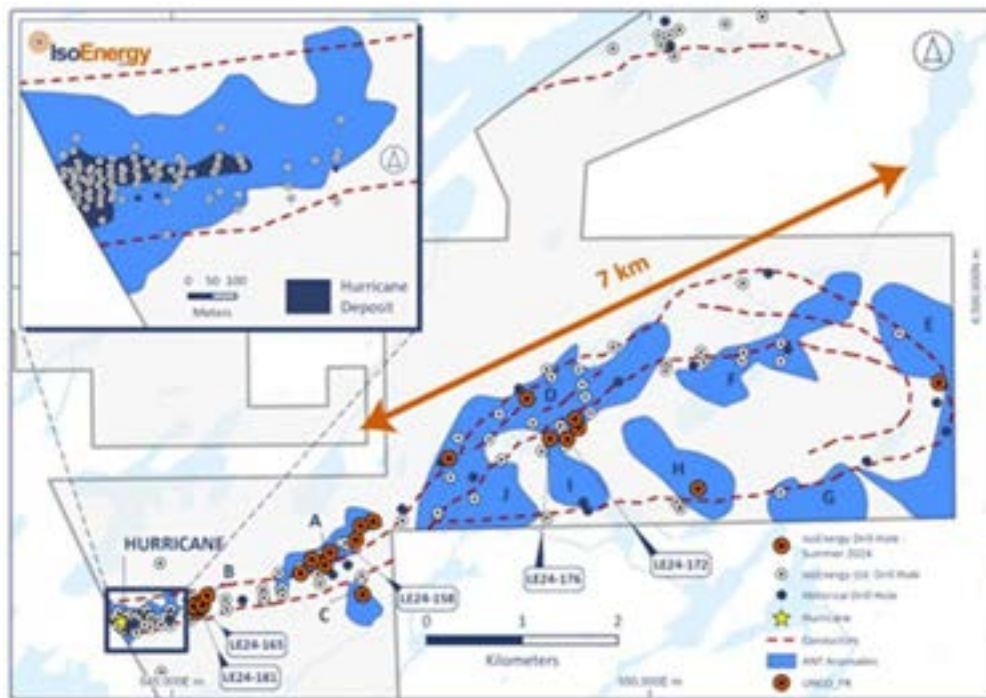 IsoEnergy
0 50 100
Meters
Hurricane
Deposit
7 km
E
D
F
H
J
I
G
A
HURRICANE
B
C
LE24-176
LE24-172
LE24-158
LE24-165
LE24-181
0 1 2
Kilometers
IsoEnergy Drill Hole -
Summer 2024
Drill Hole
Historical Drill Hole
Hurricane
Conductors
ANT Anomalies